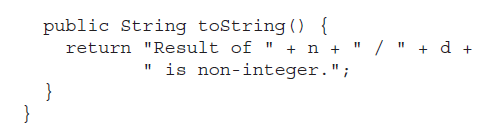 public String toString() {
return "Result of " + n + " / " + d +
" is non-integer.";
}
}